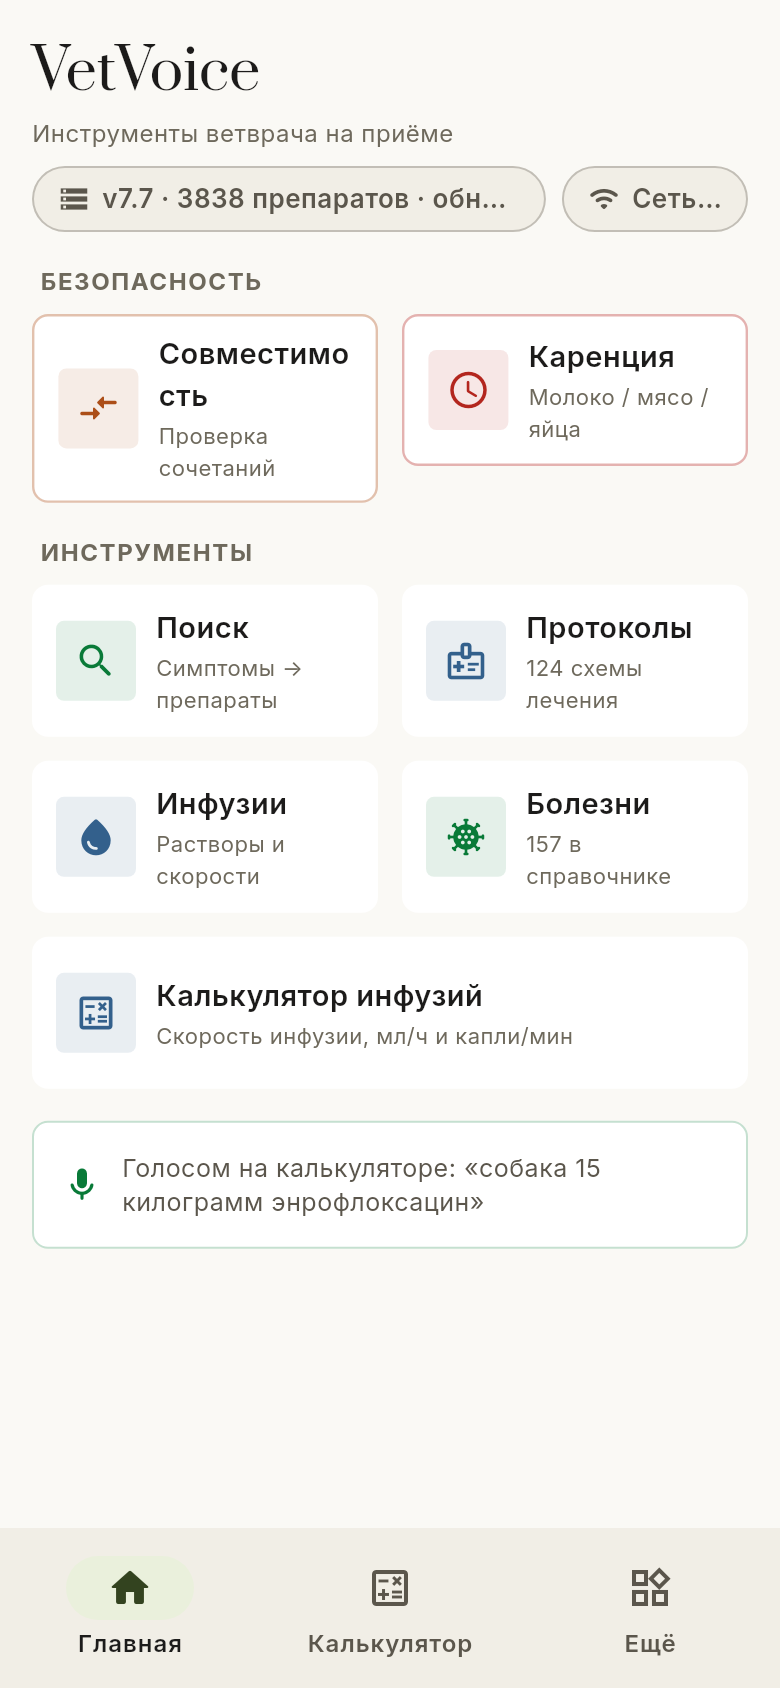 VetVoice
Инструменты ветврача на приёме
v7.7 · 3838 препаратов · обн...
Сеть...
БЕЗОПАСНОСТЬ
Совместимо
сть
Проверка
сочетаний
Каренция
Молоко / мясо /
яйца
ИНСТРУМЕНТЫ
Поиск
Симптомы →
препараты
Протоколы
124 схемы
лечения
Инфузии
Растворы и
скорости
Болезни
157 в
справочнике
Калькулятор инфузий
Скорость инфузии, мл/ч и капли/мин
Голосом на калькуляторе: «собака 15
килограмм энрофлоксацин»
Главная
Калькулятор
Ещё